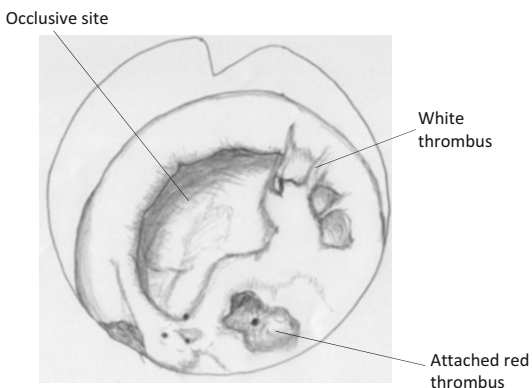 Occlusive site
White
thrombus
Attached red
thrombus